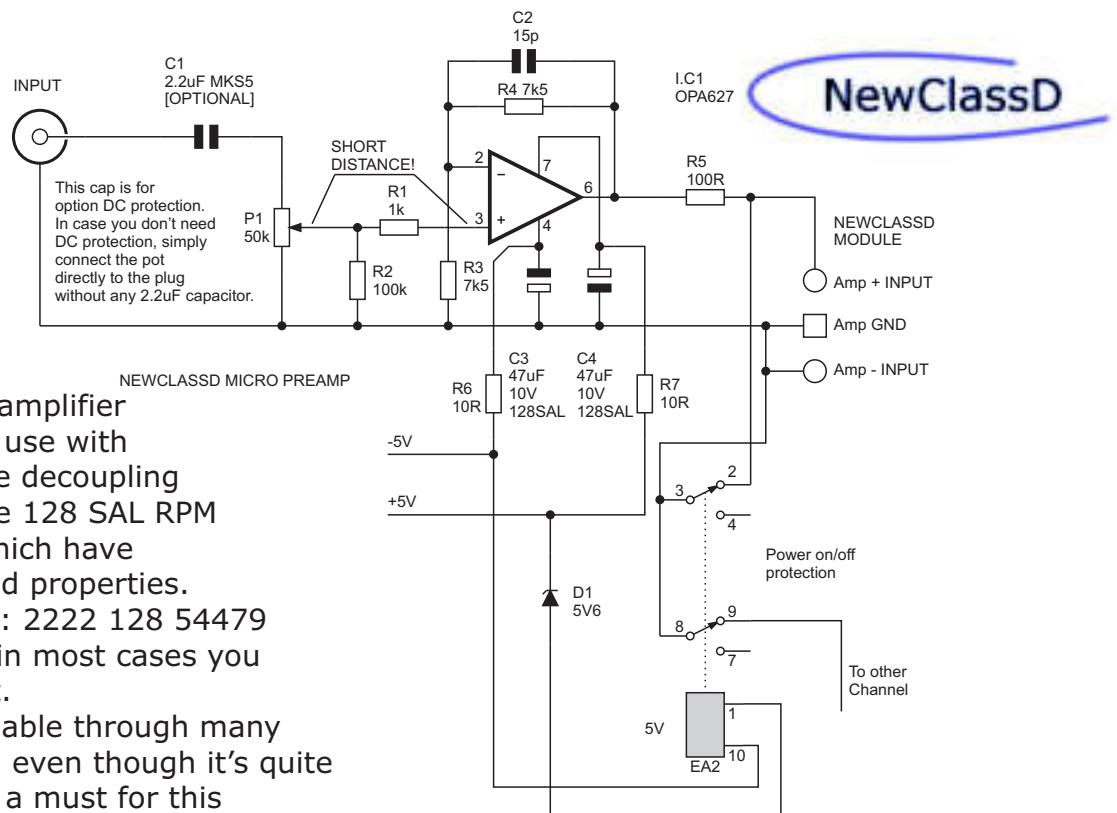 C2
15p
C1
2.2uF MKS5
[OPTIONAL]
INPUT
R4 7k5
I.C1
OPA627
NewClassD
SHORT
DISTANCE!
This cap is for
option DC protection.
In case you don't need
DC protection, simply
connect the pot
directly to the plug
without any 2.2uF capacitor.
P1
50k
R1
1k
2
3
7
6
4
–
+
R5
100R
R2
100k
R3
7k5
NEWCLASSD
MODULE
Amp + INPUT
Amp GND
Amp - INPUT
NEWCLASSD MICRO PREAMP
R6
10R
C3
47uF
10V
128SAL
C4
47uF
10V
128SAL
R7
10R
-5V
+5V
amplifier
use with
e decoupling
e 128 SAL RPM
hich have
d properties.
: 2222 128 54479
in most cases you
t.
able through many
even though it's quite
a must for this
D1
5V6
3
2
4
Power on/off
protection
8
9
7
To other
Channel
5V
1
10
EA2